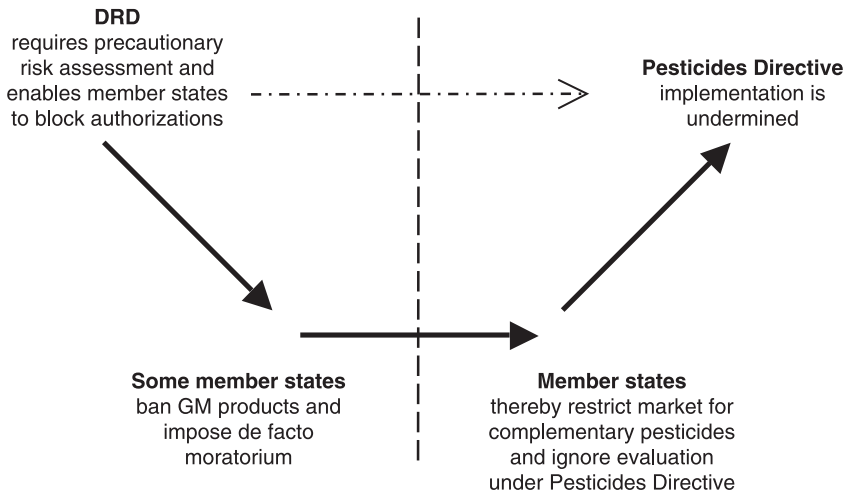 DRD
requires precautionary
risk assessment and
enables member states
to block authorizations
Pesticides Directive
implementation is
undermined
Some member states
ban GM products and
impose de facto
moratorium
Member states
thereby restrict market for
complementary pesticides
and ignore evaluation
under Pesticides Directive